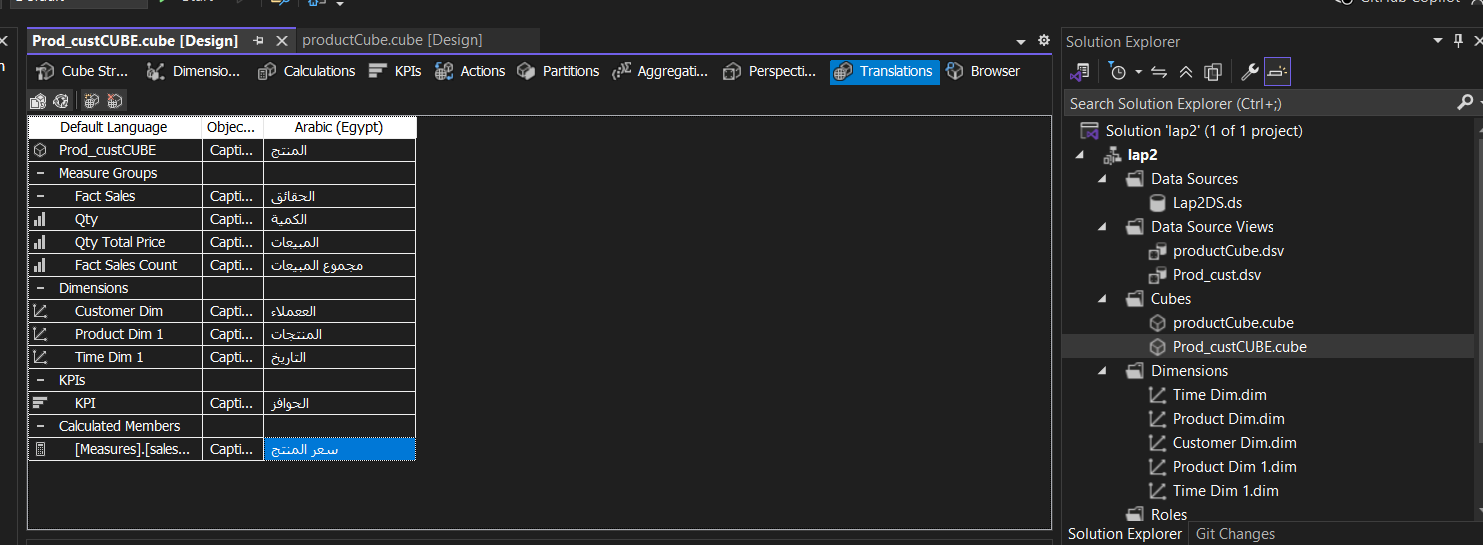 Prod_custCUBE.cube [Design] productCube.cube [Design]
Cube Str... Dimensio... Calculations KPIs Actions Partitions Aggregati... Perspecti... Translations Browser
Default Language Objec... Arabic (Egypt)
Prod_custCUBE Capti... المنتج
Measure Groups
Fact Sales Capti... الحقائق
Qty Capti... الكمية
Qty Total Price Capti... المبيعات
Fact Sales Count Capti... مجموع المبيعات
Dimensions
Customer Dim Capti... الععملاء
Product Dim 1 Capti... المنتجات
Time Dim 1 Capti... التاريخ
KPIs
KPI Capti... الحوافز
Calculated Members
[Measures].[sales... Capti... سعر المنتج
GitHub Copilot
Solution Explorer
Search Solution Explorer (Ctrl+;)
Solution 'lap2' (1 of 1 project)
lap2
Data Sources
Lap2DS.ds
Data Source Views
productCube.dsv
Prod_cust.dsv
Cubes
productCube.cube
Prod_custCUBE.cube
Dimensions
Time Dim.dim
Product Dim.dim
Customer Dim.dim
Product Dim 1.dim
Time Dim 1.dim
Roles
Solution Explorer Git Changes